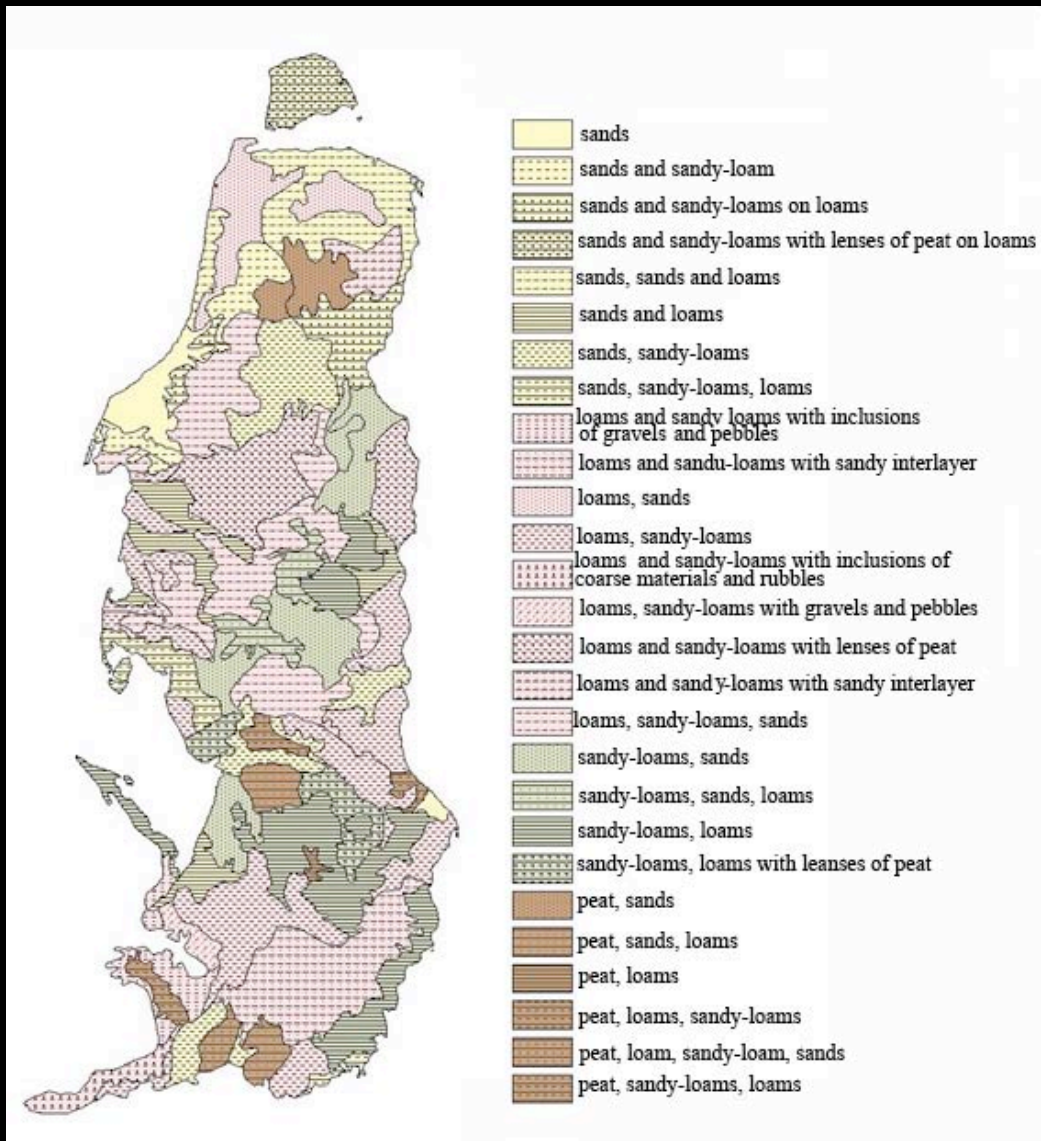 sands
sands and sandy-loam
sands and sandy-loams on loams
sands and sandy-loams with lenses of peat on loams
sands, sands and loams
sands and loams
sands, sandy-loams
sands, sandy-loams, loams
loams and sandy loams with inclusions
of gravels and pebbles
loams and sandu-loams with sandy interlayer
loams, sands
loams, sandy-loams
loams and sandy-loams with inclusions of
coarse materials and rubbles
loams, sandy-loams with gravels and pebbles
loams and sandy-loams with lenses of peat
loams and sandy-loams with sandy interlayer
loams, sandy-loams, sands
sandy-loams, sands
sandy-loams, sands, loams
sandy-loams, loams
sandy-loams, loams with leanses of peat
peat, sands
peat, sands, loams
peat, loams
peat, loams, sandy-loams
peat, loam, sandy-loam, sands
peat, sandy-loams, loams